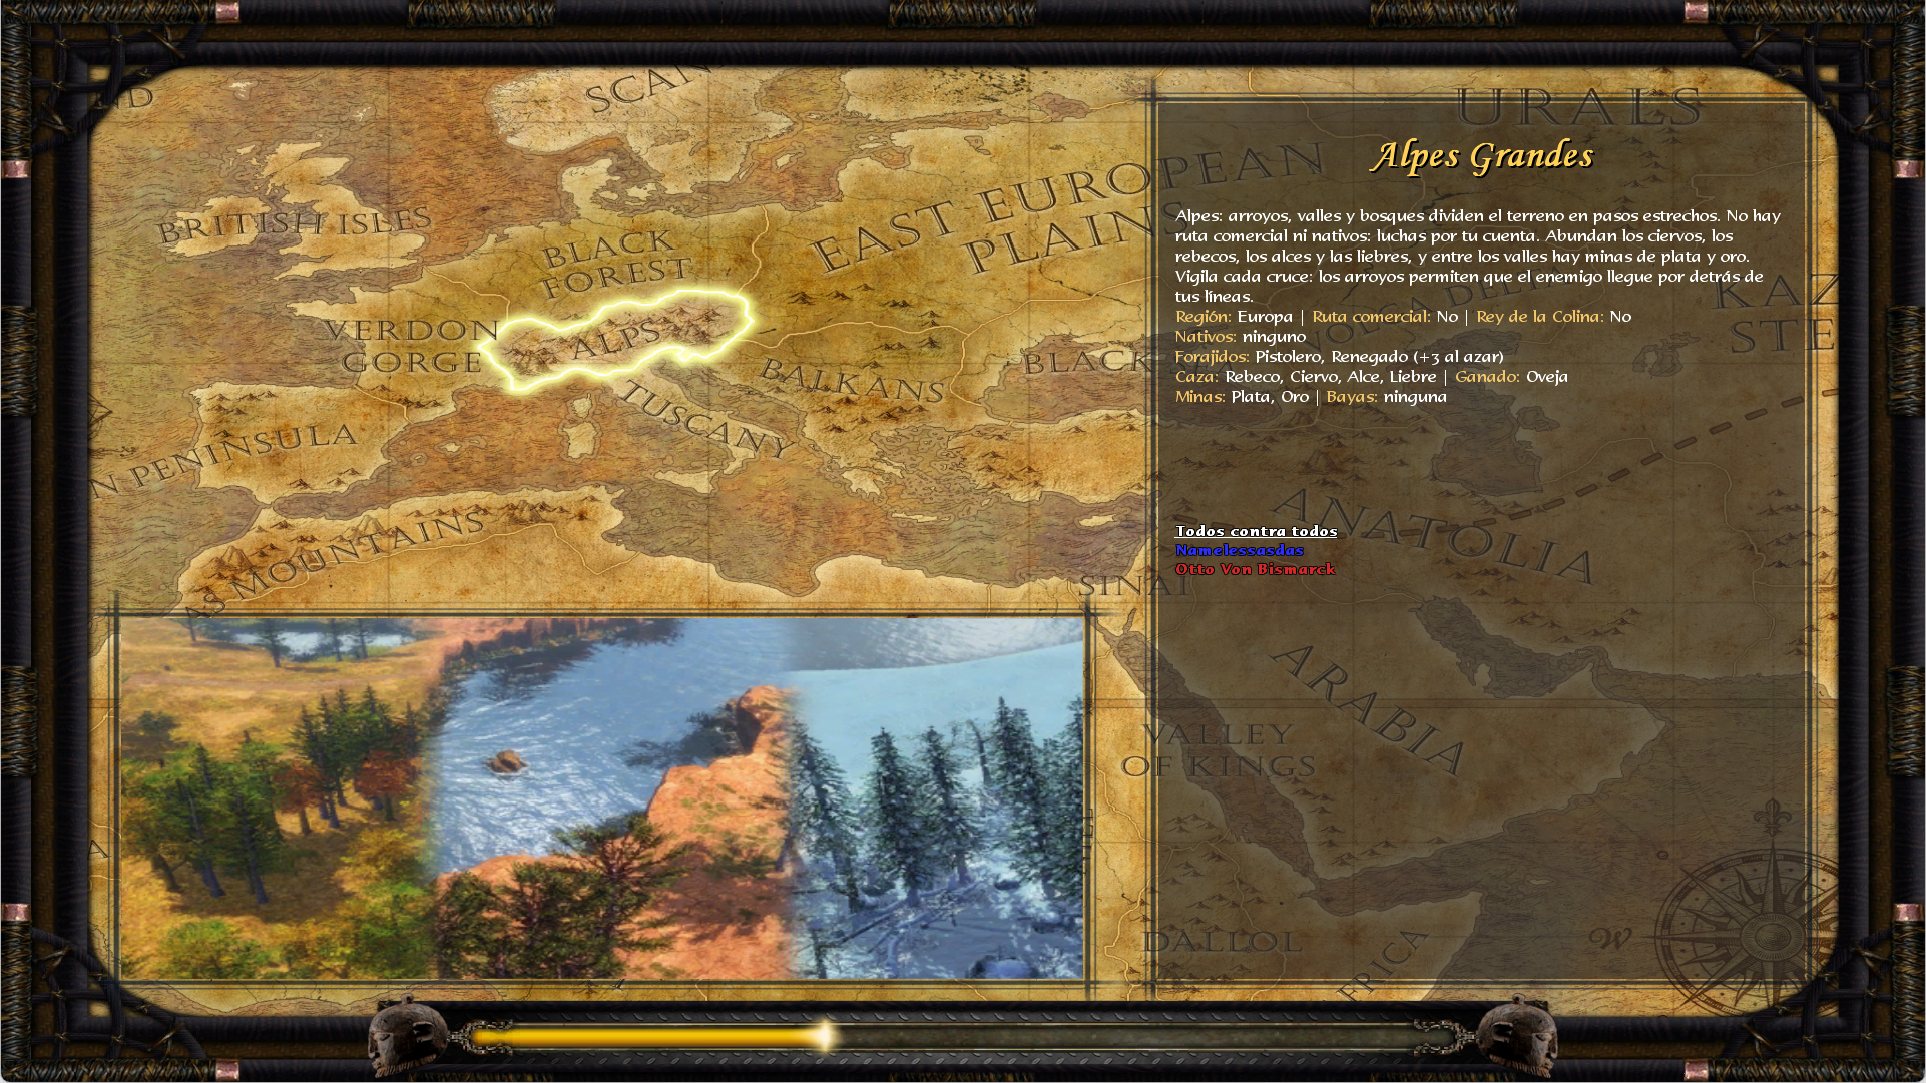 SCAN
URALS
Alpes Grandes
BRITISH ISLES
EAST EUROPEAN
PLAINS
BLACK
FOREST
Alpes: arroyos, valles y bosques dividen el terreno en pasos estrechos. No hay
ruta comercial ni nativos: luchas por tu cuenta. Abundan los ciervos, los
rebecos, los alces y las liebres, y entre los valles hay minas de plata y oro.
Vigila cada cruce: los arroyos permiten que el enemigo llegue por detrás de
tus líneas.
Región: Europa | Ruta comercial: No | Rey de la Colina: No
Nativos: ninguno
Forajidos: Pistolero, Renegado (+3 al azar)
Caza: Rebeco, Ciervo, Alce, Liebre | Ganado: Oveja
Minas: Plata, Oro | Bayas: ninguna
VERDON
GORGE
ALPS
BALKANS
BLACK
KAZ
STE
TUSCANY
N PENINSULA
AS MOUNTAINS
ANATOLIA
SINAI
Todos contra todos
Namelessasdas
Otto Von Bismarck
ARABIA
VALLEY
OF KINGS
DALLOL
FRICA
W